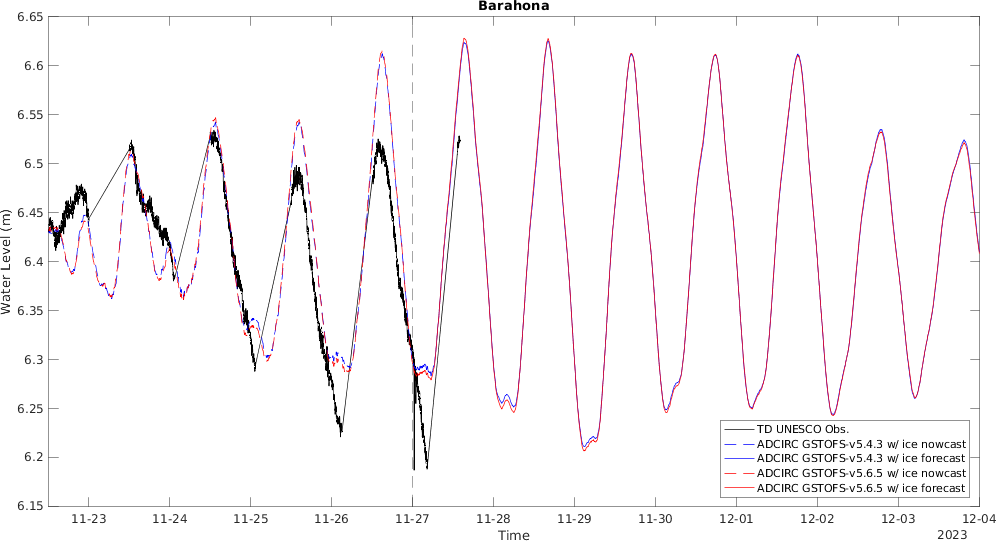 Barahona
6.65
6.6
6.55
6.5
6.45
6.4
6.35
6.3
6.25
6.2
6.15
Water Level (m)
TD UNESCO Obs.
ADCIRC GSTOFS-v5.4.3 w/ ice nowcast
ADCIRC GSTOFS-v5.4.3 w/ ice forecast
ADCIRC GSTOFS-v5.6.5 w/ ice nowcast
ADCIRC GSTOFS-v5.6.5 w/ ice forecast
11-23 11-24 11-25 11-26 11-27 11-28 11-29 11-30 12-01 12-02 12-03 12-04
Time
2023